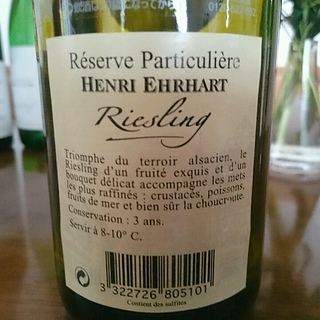 Réserve Particulière
HENRI EHRHART
Riesling
Triomphe du terroir alsacien, le
Riesling d'un fruité exquis et d'un
bouquet délicat accompagne les mets
les plus raffinés : crustacés, poissons,
fruits de mer et bien sûr la choucroute.
Conservation : 3 ans.
Servir à 8-10° C.
3 322726 805101
Contient des sulfites